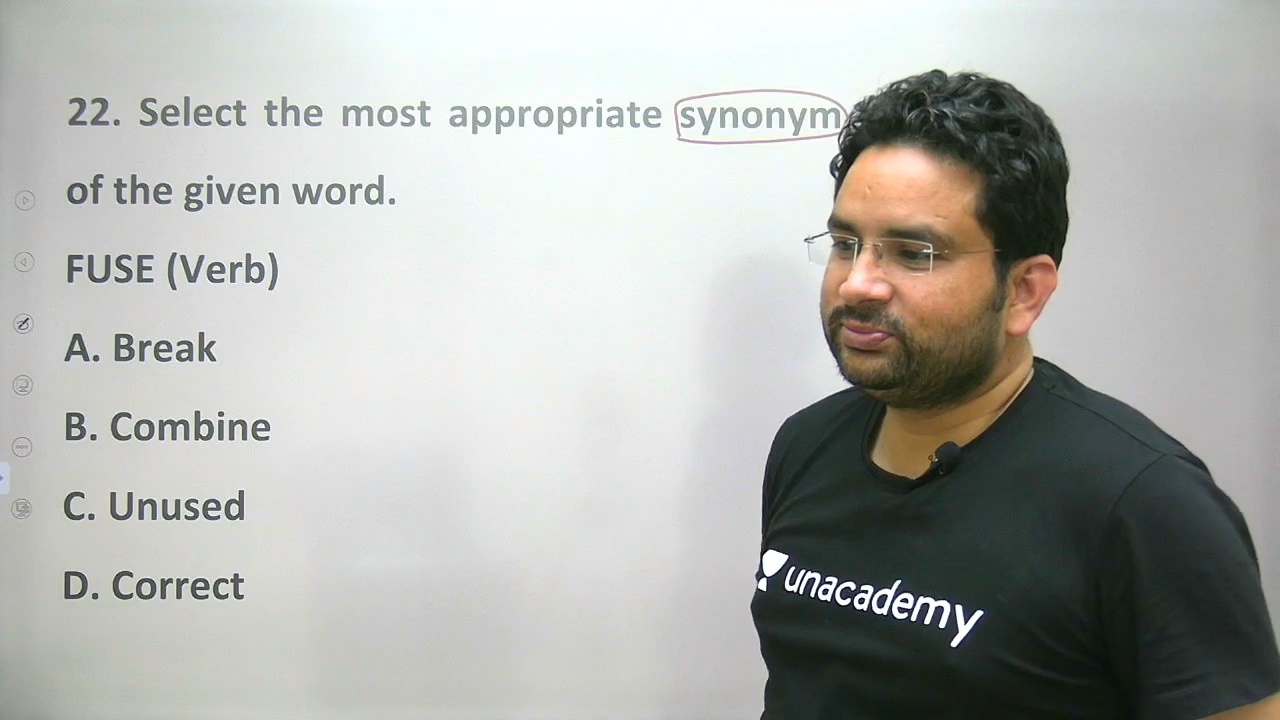 22. Select the most appropriate synonym
of the given word.
FUSE (Verb)
A. Break
B. Combine
C. Unused
D. Correct
unacademy